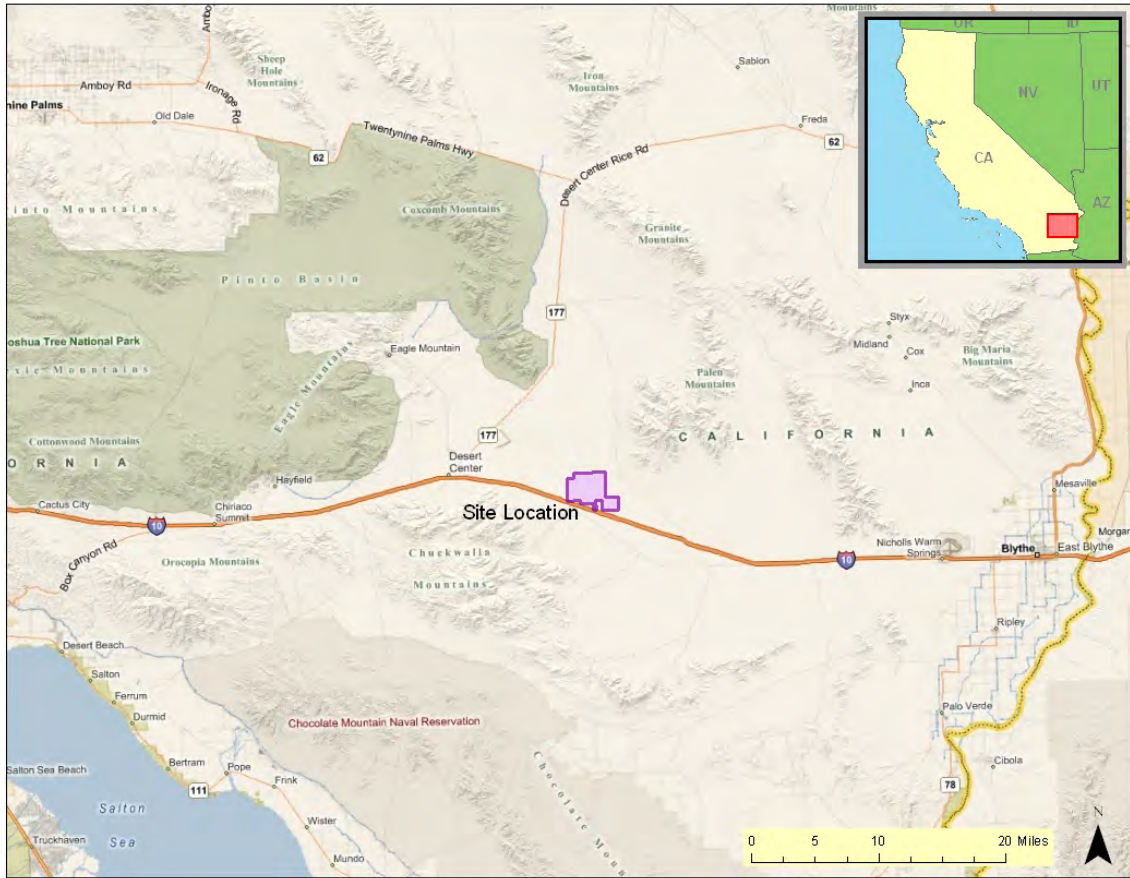 Ambo
Sheep
Hole
Mountains
Amboy Rd
Ironage Rd
nine Palms
Old Dale
Twentynine Palms Hwy
62
Iron
Mountains
Sablon
Freda
62
Desert Center Rice Rd
into Mountains
Coxcomb Mountains
Granite
Mountains
Pinto Basin
177
oshua Tree National Park
xie Mountains
Eagle Mountain
Eagle Mountains
Styx
Midland
Cox
Inca
Big Maria
Mountains
Palen
Mountains
CALIFORNIA
Cottonwood Mountains
ORNIA
177
Desert
Center
Hayfield
Cactus City
Chiriaco
Summit
10
Site Location
Mesaville
Morgan
Nicholls Warm
Springs
Blythe
East Blythe
10
Box Canyon Rd
Orocopia Mountains
Chuckwalla
Mountains
Ripley
Desert Beach
Salton
Ferrum
Durmid
Chocolate Mountain Naval Reservation
Palo Verde
Bertram
Pope
Frink
111
Salton Sea Beach
Salton
Sea
Wister
Mundo
Truckhaven
Chocolate Moun
Cibola
78
0 5 10 20 Miles
N
OR
ID
NV
UT
CA
AZ